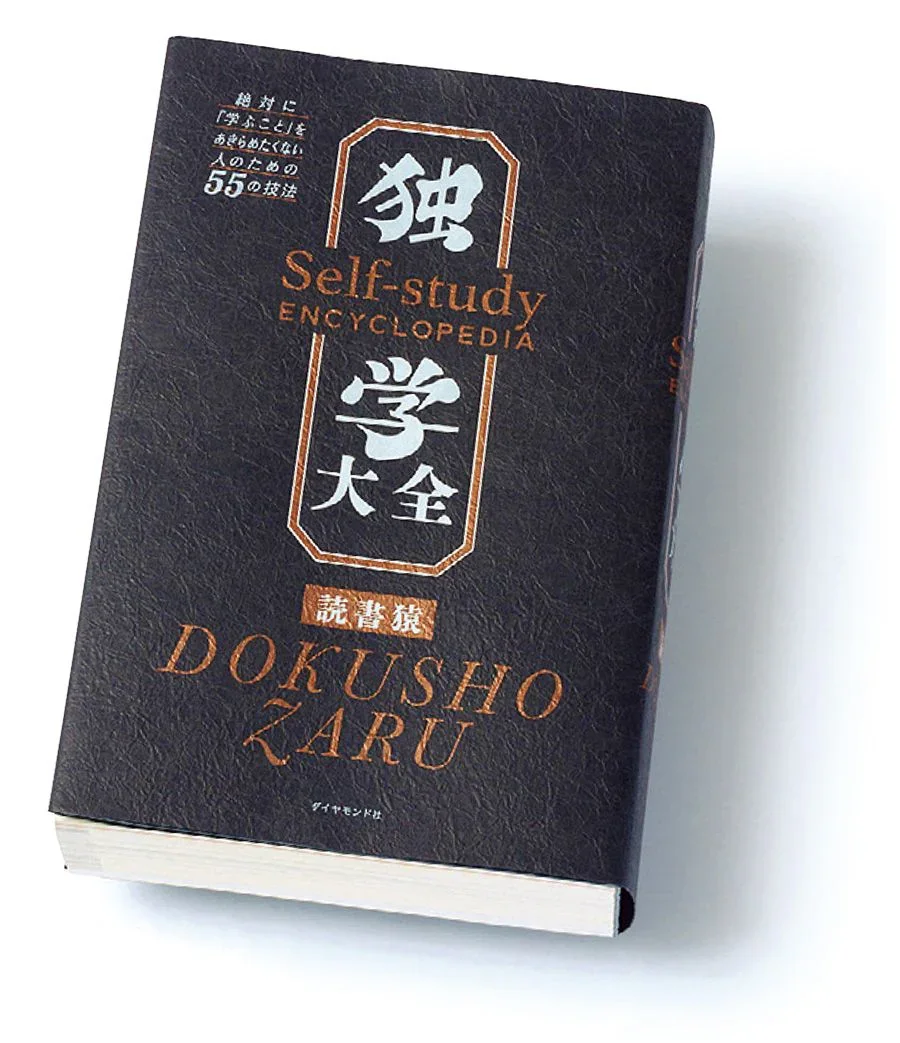 絶対に
「学ぶこと」を
あきらめたくない
人のための
55の技法
独
Self-study
ENCYCLOPEDIA
学
大全
読書猿
DOKUSHO
ZARU
ダイヤモンド社